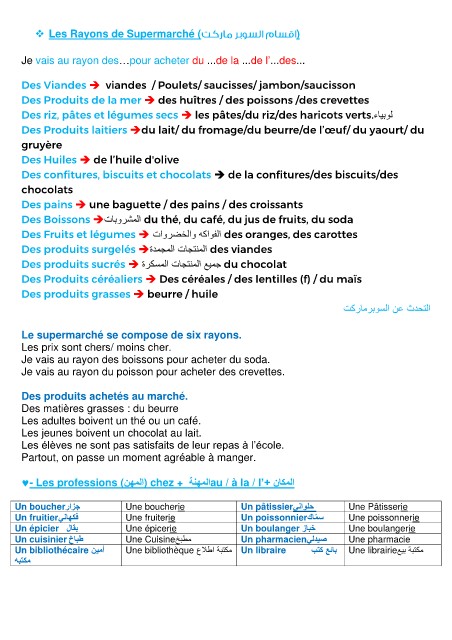 ❖ Les Rayons de Supermarché (اقسام السوبر ماركت)
Je vais au rayon des…pour acheter du ...de la ...de l'...des...
Des Viandes ➔ viandes / Poulets/ saucisses/ jambon/saucisson
Des Produits de la mer ➔ des huîtres / des poissons /des crevettes
Des riz, pâtes et légumes secs ➔ les pâtes/du riz/des haricots verts.لوبياء
Des Produits laitiers ➔du lait/ du fromage/du beurre/de l'œuf/ du yaourt/ du
gruyère
Des Huiles ➔ de l'huile d'olive
Des confitures, biscuits et chocolats ➔ de la confitures/des biscuits/des
chocolats
Des pains ➔ une baguette / des pains / de croissants
Des Boissons ➔المشروبات du thé, du café, du jus de fruits, du soda
Des Fruits et légumes ➔ الفواكه والخضروات des oranges, des carottes
Des produits surgelés ➔المنتجات المجمدة des viandes
Des produits sucrés ➔ جميع المنتجات المسكرة du chocolat
Des Produits céréaliers ➔ Des céréales / des lentilles (f) / du maïs
Des produits grasses ➔ beurre / huile
التحدث عن السوبرماركت
Le supermarché se compose de six rayons.
Les prix sont chers/ moins cher.
Je vais au rayon des boissons pour acheter du soda.
Je vais au rayon du poisson pour acheter des crevettes.
Des produits achetés au marché.
Des matières grasses : du beurre
Les adultes boivent un thé ou un café.
Les jeunes boivent un chocolat au lait.
Les élèves ne sont pas satisfaits de leur repas à l'école.
Partout, on passe un moment agréable à manger.
♥- Les professions (المهن) chez + المهنة au / à la / l'+ المكان
Un boucherجزار Une boucherie Un pâtissierحلواني Une Pâtisserie
Un fruitierفكهاني Une fruiterie Un poissonnierسماك Une poissonnerie
Un épicier بقال Une épicerie Un boulanger خباز Une boulangerie
Un cuisinier طباخ Une Cuisineمطبخ Un pharmacienصيدلي Une pharmacie
Un bibliothécaire أمين Une bibliothèque مكتبة اطلاع Un libraire بائع كتب Une librairieمكتبة بيع
مكتبه